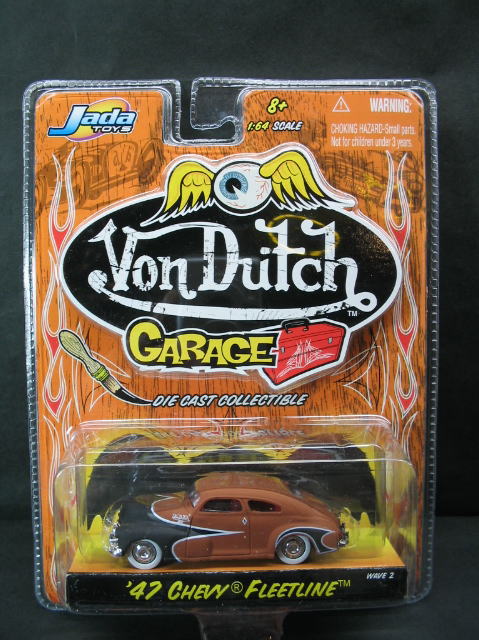 Jada
TOYS
8+
1:64 SCALE
WARNING:
CHOKING HAZARD-Small parts.
Not for children under 3 years.
Von Dutch
TM
GARAGE
DIE CAST COLLECTIBLE
'47 CHEVY® FLEETLINE™
WAVE 2